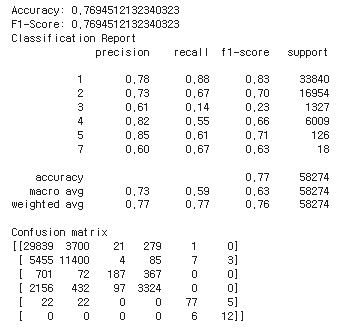 Accuracy: 0.7694512132340323
F1-Score: 0.7694512132340323
Classification Report
precision recall f1-score support
1 0.78 0.88 0.83 33840
2 0.73 0.67 0.70 16954
3 0.61 0.14 0.23 1327
4 0.82 0.55 0.66 6009
5 0.85 0.61 0.71 126
7 0.60 0.67 0.63 18
accuracy 0.77 58274
macro avg 0.73 0.59 0.63 58274
weighted avg 0.77 0.77 0.76 58274
Confusion matrix
[[29839 3700 21 279 1 0]
[ 5455 11400 4 85 7 3]
[ 701 72 187 367 0 0]
[ 2156 432 97 3324 0 0]
[ 22 22 0 0 77 5]
[ 0 0 0 0 6 12]]